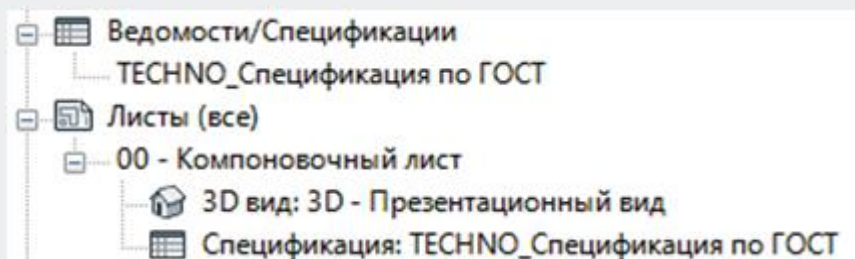 Ведомости/Спецификации
TECHNO_Спецификация по ГОСТ
Листы (все)
00 - Компоновочный лист
3D вид: 3D - Презентационный вид
Спецификация: TECHNO_Спецификация по ГОСТ